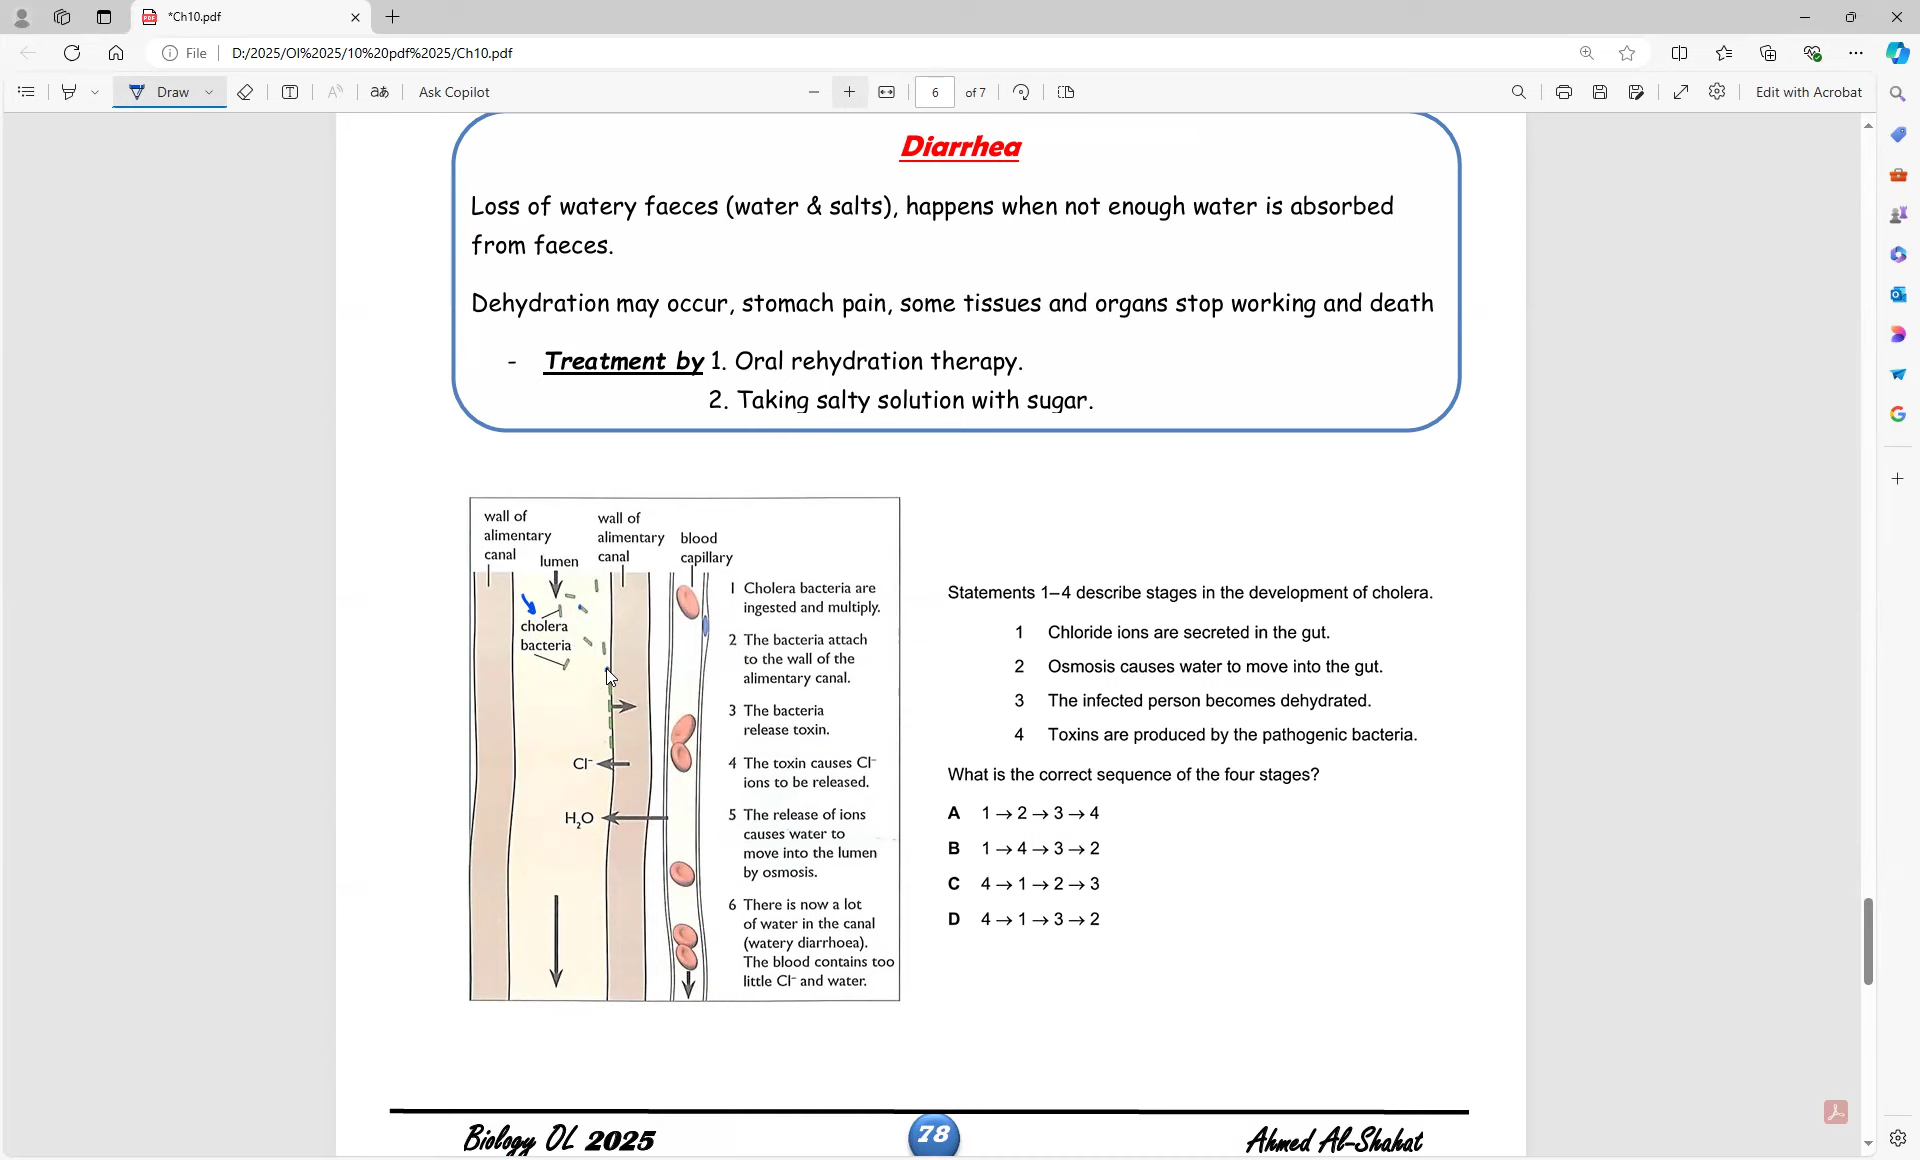 *Ch10.pdf
File
D:/2025/Ol%2025/10%20pdf%2025/Ch10.pdf
Draw
Ask Copilot
6
of 7
Edit with Acrobat
Diarrhea
Loss of watery faeces (water & salts), happens when not enough water is absorbed
from faeces.
Dehydration may occur, stomach pain, some tissues and organs stop working and death
- Treatment by 1. Oral rehydration therapy.
2. Taking salty solution with sugar.
wall of
alimentary
canal
lumen
wall of
alimentary
canal
blood
capillary
cholera
bacteria
Cl⁻
H₂O
1 Cholera bacteria are
ingested and multiply.
2 The bacteria attach
to the wall of the
alimentary canal.
3 The bacteria
release toxin.
4 The toxin causes Cl⁻
ions to be released.
5 The release of ions
causes water to
move into the lumen
by osmosis.
6 There is now a lot
of water in the canal
(watery diarrhoea).
The blood contains too
little Cl⁻ and water.
Statements 1–4 describe stages in the development of cholera.
1 Chloride ions are secreted in the gut.
2 Osmosis causes water to move into the gut.
3 The infected person becomes dehydrated.
4 Toxins are produced by the pathogenic bacteria.
What is the correct sequence of the four stages?
A 1 → 2 → 3 → 4
B 1 → 4 → 3 → 2
C 4 → 1 → 2 → 3
D 4 → 1 → 3 → 2
Biology OL 2025
78
Ahmed Al-Shahat